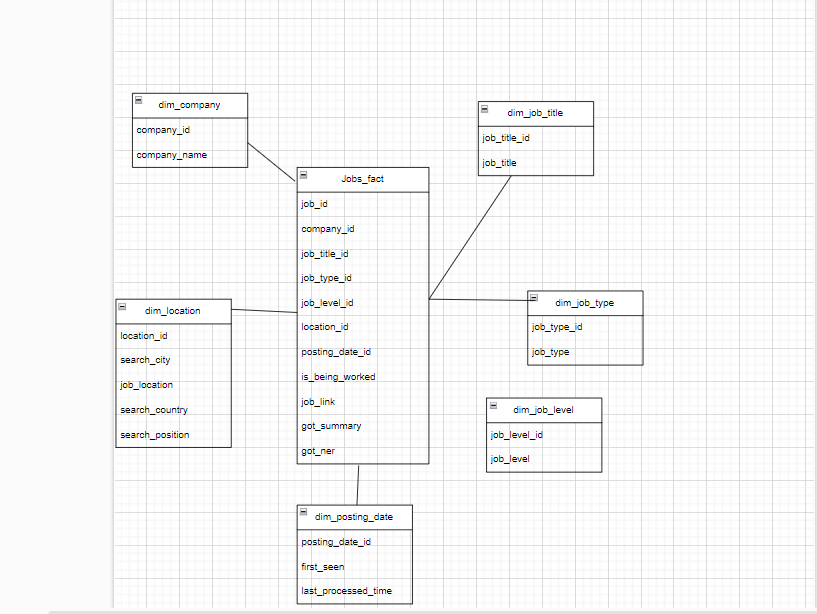 dim_company
company_id
company_name
dim_job_title
job_title_id
job_title
Jobs_fact
job_id
company_id
job_title_id
job_type_id
job_level_id
location_id
posting_date_id
is_being_worked
job_link
got_summary
got_ner
dim_location
location_id
search_city
job_location
search_country
search_position
dim_job_type
job_type_id
job_type
dim_job_level
job_level_id
job_level
dim_posting_date
posting_date_id
first_seen
last_processed_time